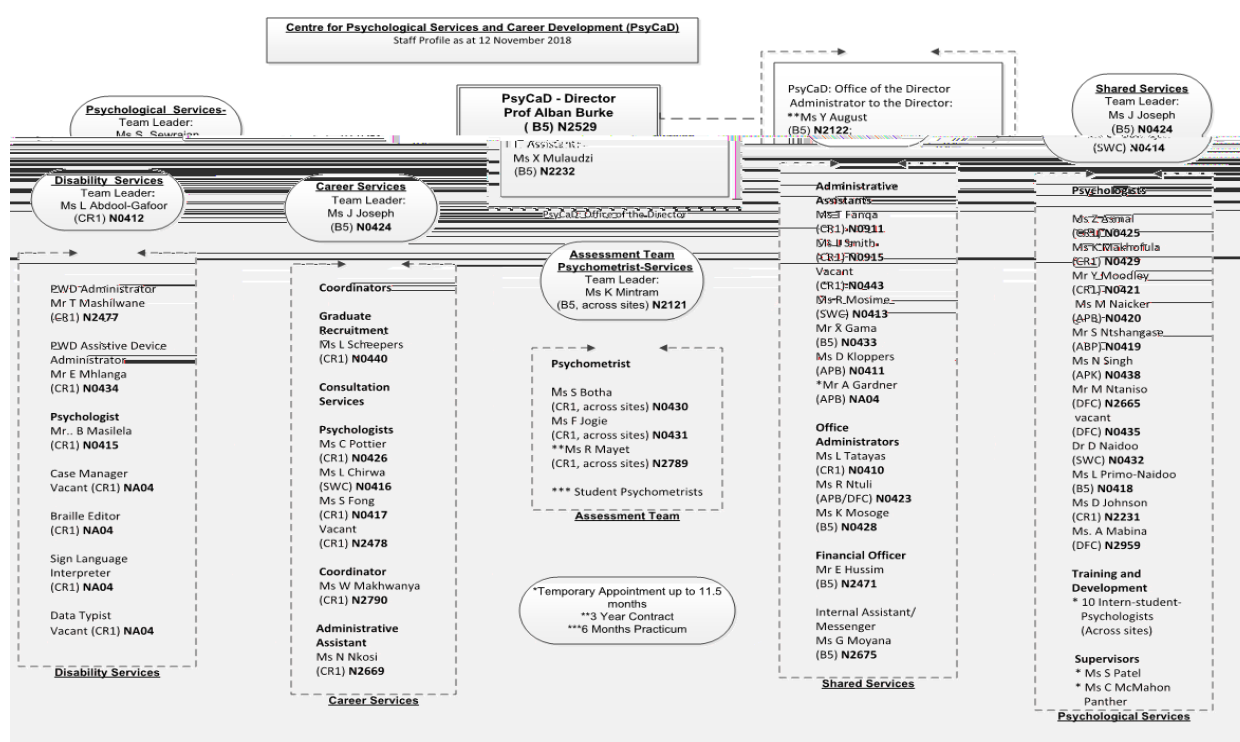 Centre for Psychological Services and Career Development (PsyCaD)
Staff Profile as at 12 November 2018
Psychological Services-
Team Leader:
Ms S. Sewrajan
PsyCaD - Director
Prof Alban Burke
( B5) N2529
PsyCaD: Office of the Director
Administrator to the Director:
**Ms Y August
(B5) N2122;
Shared Services
Team Leader:
Ms J Joseph
(B5) N0424
(SWC) N0414
Assistant:
Ms X Mulaudzi
(B5) N2232
PsyCaD: Office of the Director
Disability Services
Team Leader:
Ms L Abdool-Gafoor
(CR1) N0412
PWD Administrator
Mr T Mashilwane
(CR1) N2477
PWD Assistive Device
Administrator
Mr E Mhlanga
(CR1) N0434
Psychologist
Mr.. B Masilela
(CR1) N0415
Case Manager
Vacant (CR1) NA04
Braille Editor
(CR1) NA04
Sign Language
Interpreter
(CR1) NA04
Data Typist
Vacant (CR1) NA04
Disability Services
Career Services
Team Leader:
Ms J Joseph
(B5) N0424
Coordinators
Graduate
Recruitment
Ms L Scheepers
(CR1) N0440
Consultation
Services
Psychologists
Ms C Pottier
(CR1) N0426
Ms L Chirwa
(SWC) N0416
Ms S Fong
(CR1) N0417
Vacant
(CR1) N2478
Coordinator
Ms W Makhwanya
(CR1) N2790
Administrative
Assistant
Ms N Nkosi
(CR1) N2669
Career Services
Assessment Team
Psychometrist-Services
Team Leader:
Ms K Mintram
(B5, across sites) N2121
Psychometrist
Ms S Botha
(CR1, across sites) N0430
Ms F Jogie
(CR1, across sites) N0431
**Ms R Mayet
(CR1, across sites) N2789
*** Student Psychometrists
Assessment Team
*Temporary Appointment up to 11.5
months
**3 Year Contract
***6 Months Practicum
Administrative
Assistants
Ms T Fanqa
(CR1) N0911
Smith
(CR1) N0915
Vacant
(CR1) N0443
Ms R Mosime
(SWC) N0413
Mr X Gama
(B5) N0433
Ms D Kloppers
(APB) N0411
*Mr A Gardner
(APB) NA04
Office
Administrators
Ms L Tatayas
(CR1) N0410
Ms R Ntuli
(APB/DFC) N0423
Ms K Mosoge
(B5) N0428
Financial Officer
Mr E Hussim
(B5) N2471
Internal Assistant/
Messenger
Ms G Moyana
(B5) N2675
Shared Services
Psychologists
Ms Z Asmal
N0425
Ms K Makhofula
(CR1) N0429
Mr Y Moodley
(CR1) N0421
Ms M Naicker
(APB) N0420
Mr S Ntshangase
(ABP) N0419
Ms N Singh
(APK) N0438
Mr M Ntaniso
(DFC) N2665
vacant
(DFC) N0435
Dr D Naidoo
(SWC) N0432
Ms L Primo-Naidoo
(B5) N0418
Ms D Johnson
(CR1) N2231
Ms. A Mabina
(DFC) N2959
Training and
Development
* 10 Intern-student-
Psychologists
(Across sites)
Supervisors
* Ms S Patel
* Ms C McMahon
Panther
Psychological Services